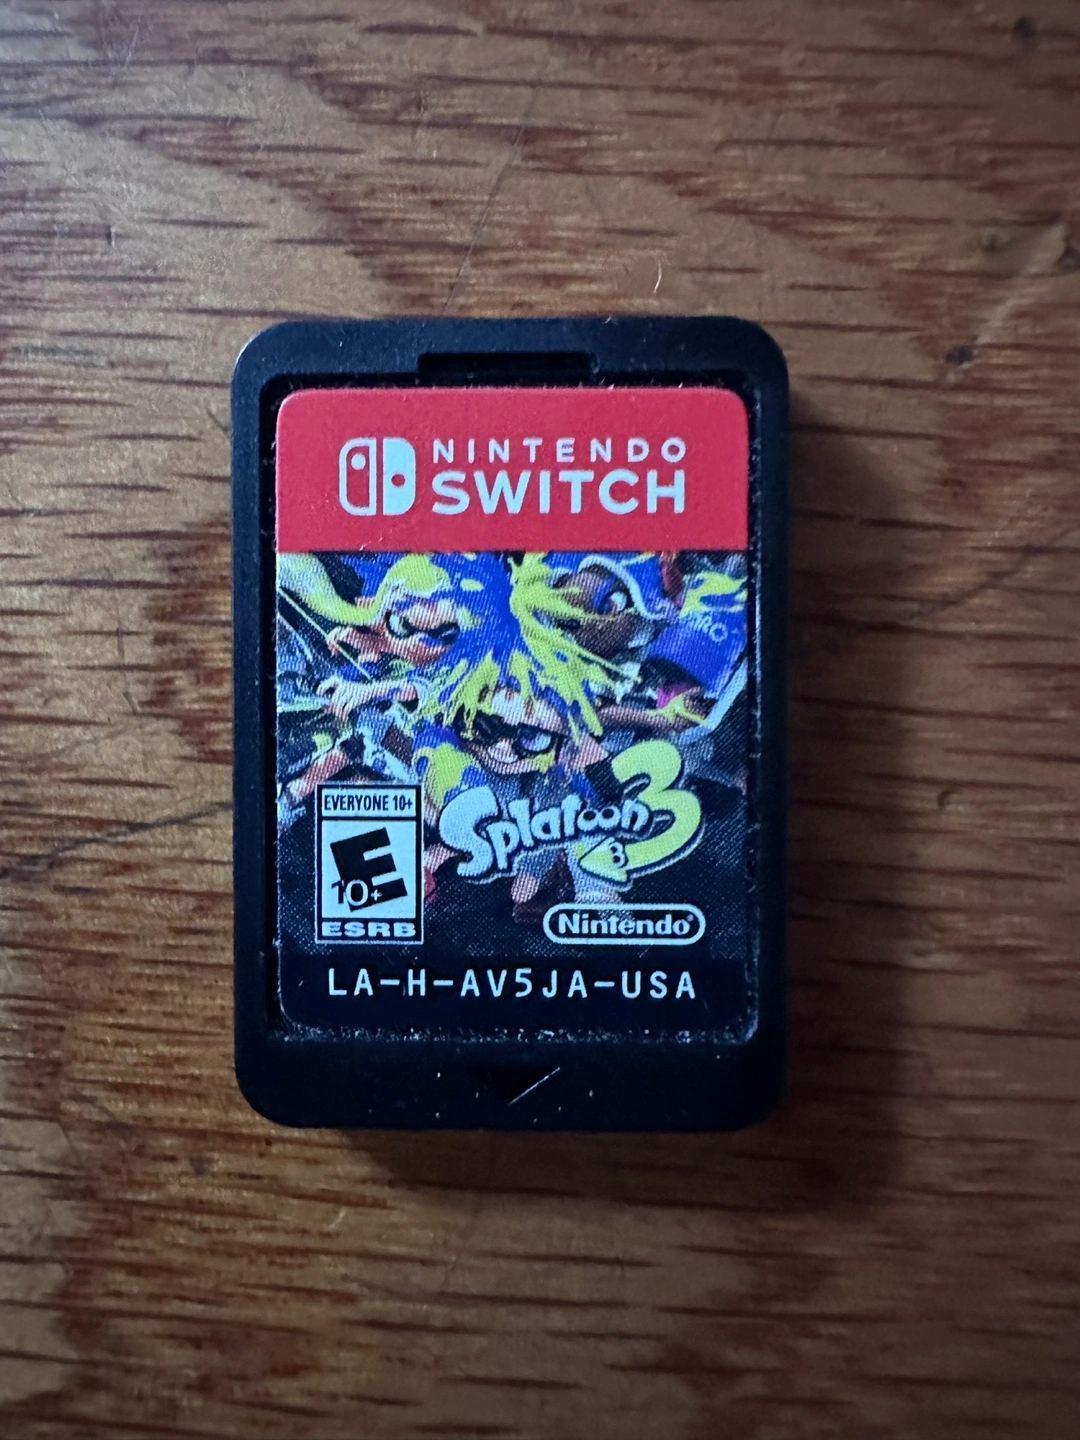 NINTENDO
SWITCH
EVERYONE 10+
E
10+
ESRB
Splatoon 3
Nintendo®
LA-H-AV5JA-USA